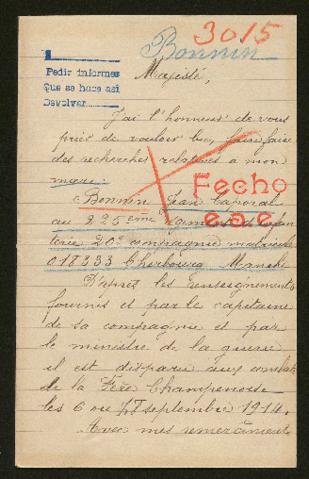 3015
Bonnin
Pedir informes
Que se hace así
Devolver
Majesté,
J'ai l'honneur de vous
prier de vouloir bien faire faire
des recherches relatives à mon
mari:
Bonnin Jean Caporal
Fecho
au 225ème Régiment d'Infan
e.a.e.
terie 20e compagnie matricule
018333 Cherbourg Manche
D'après les renseignements
fournis et par le capitaine
de sa compagnie et par
le ministre de la guerre
il est disparu aux combats
de la Fère Champenoise
les 6 ou 7 septembre 1914.
Avec mes remerciements